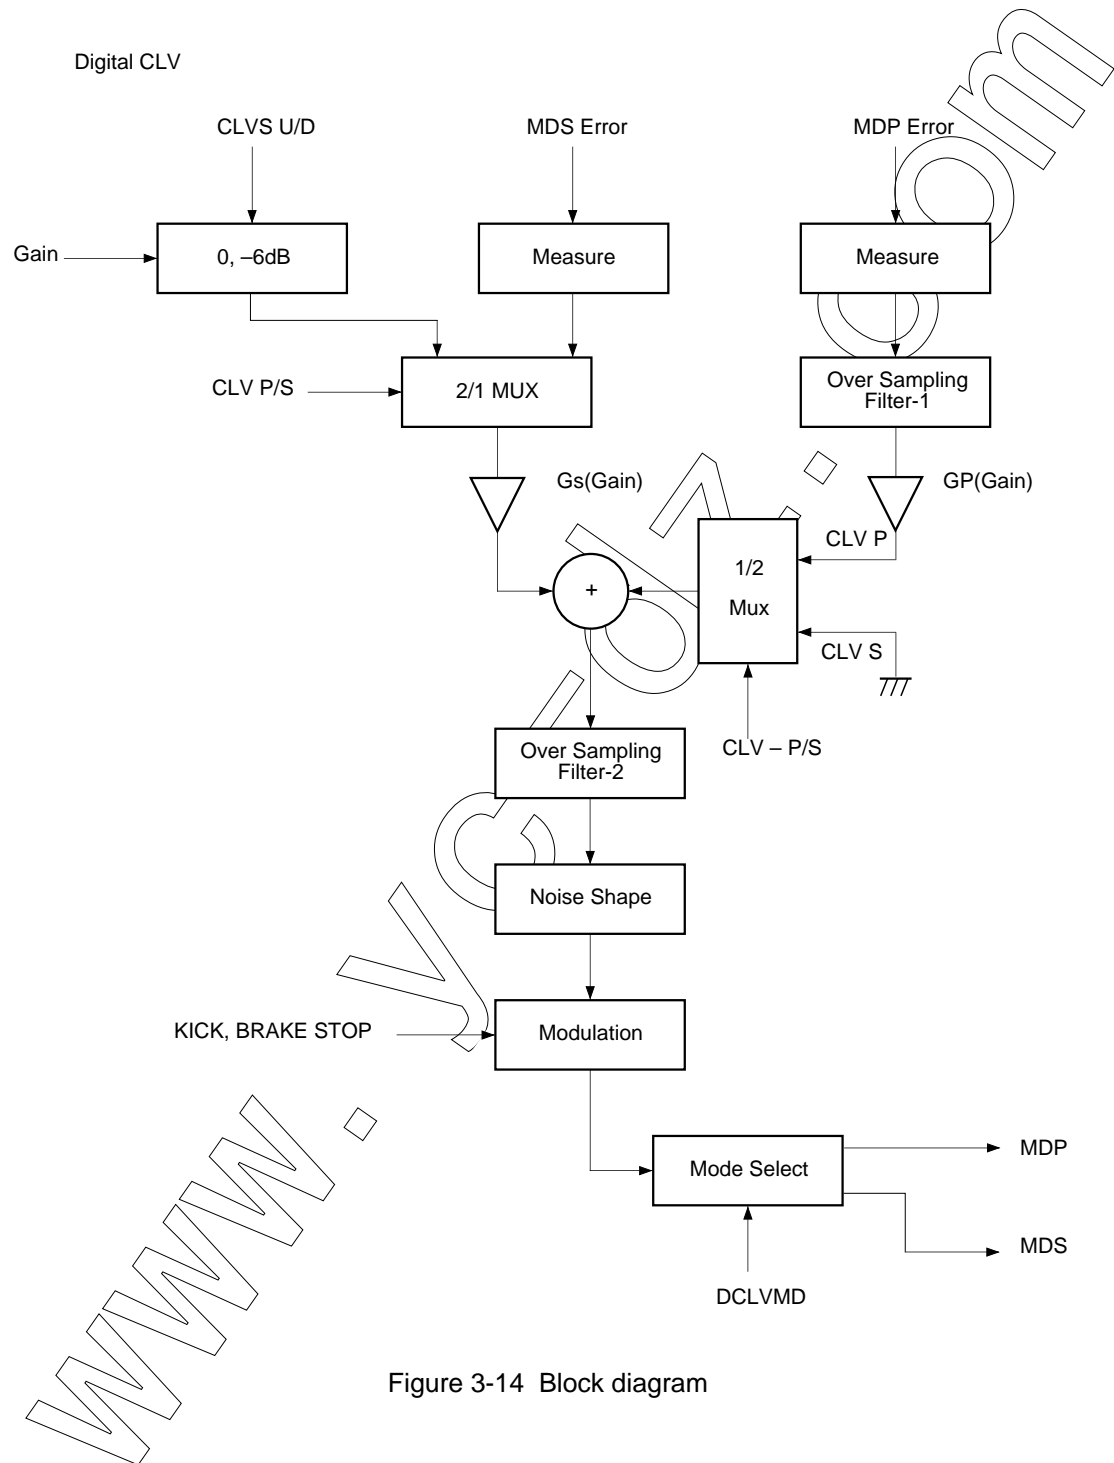 Digital CLV
CLVS U/D
MDS Error
MDP Error
Gain
0, –6dB
Measure
Measure
CLV P/S
2/1 MUX
Over Sampling
Filter-1
Gs(Gain)
GP(Gain)
CLV P
1/2
Mux
+
CLV S
CLV – P/S
Over Sampling
Filter-2
Noise Shape
KICK, BRAKE STOP
Modulation
Mode Select
MDP
MDS
DCLVMD
Figure 3-14 Block diagram